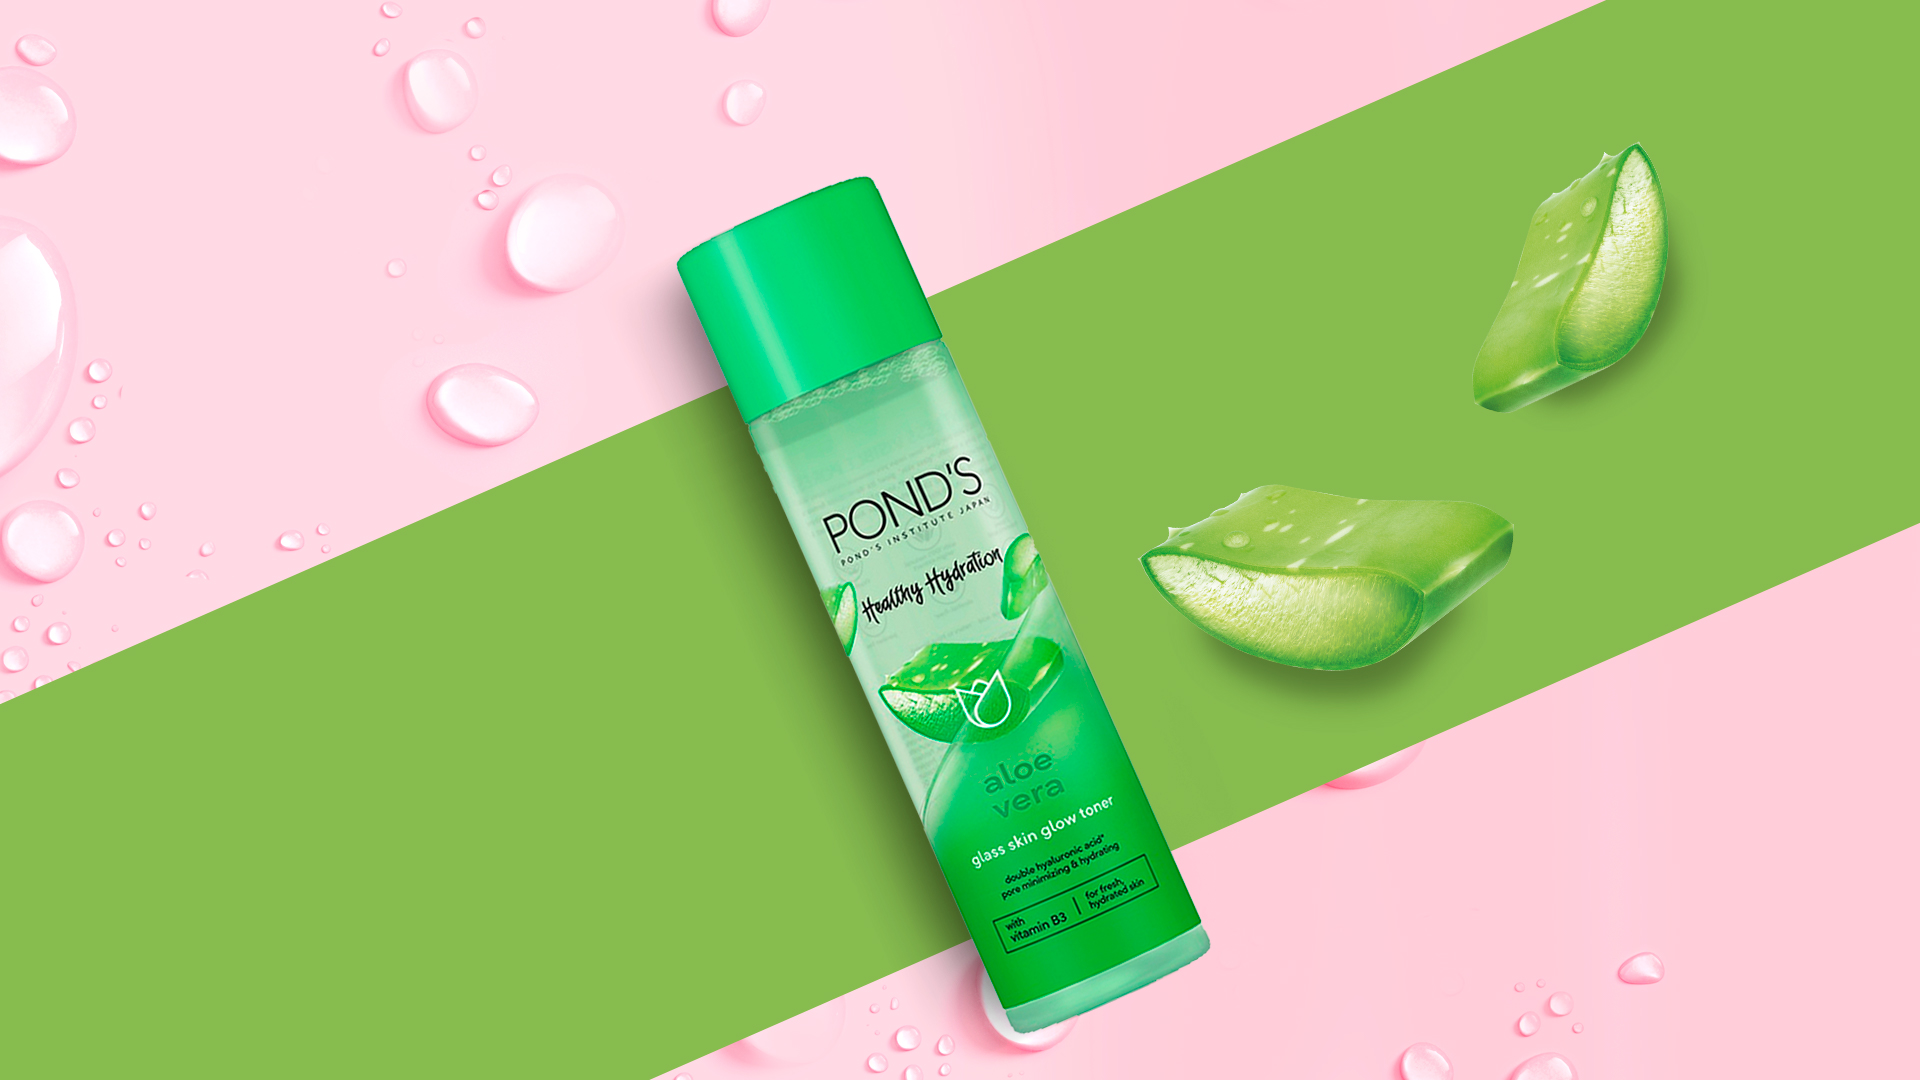 POND'S
POND'S INSTITUTE JAPAN
Healthy Hydration
aloe
vera
glass skin glow toner
double hyaluronic acid*
pore minimizing & hydrating
with
vitamin B3
for fresh,
hydrated skin